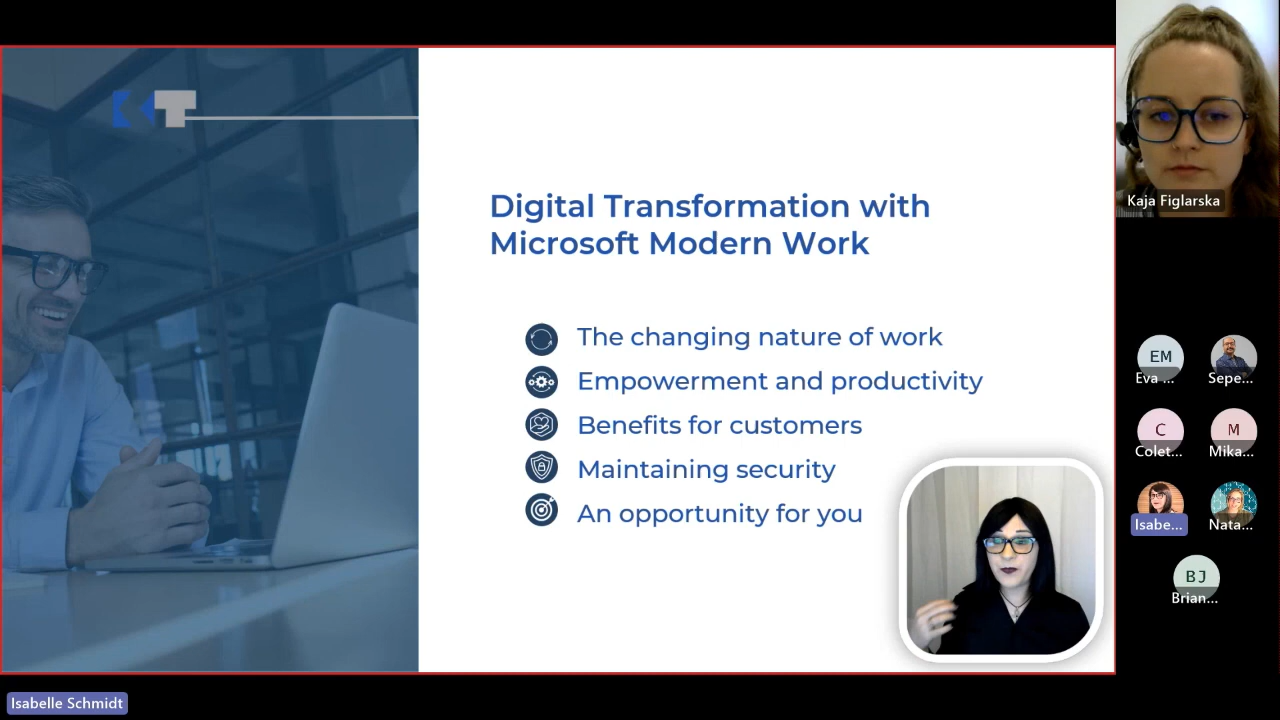 KT
Digital Transformation with
Microsoft Modern Work
The changing nature of work
Empowerment and productivity
Benefits for customers
Maintaining security
An opportunity for you
Kaja Figlarska
EM
Eva ...
Sepe...
C
Colet...
M
Mika...
Isabe...
Nata...
BJ
Brian...
Isabelle Schmidt